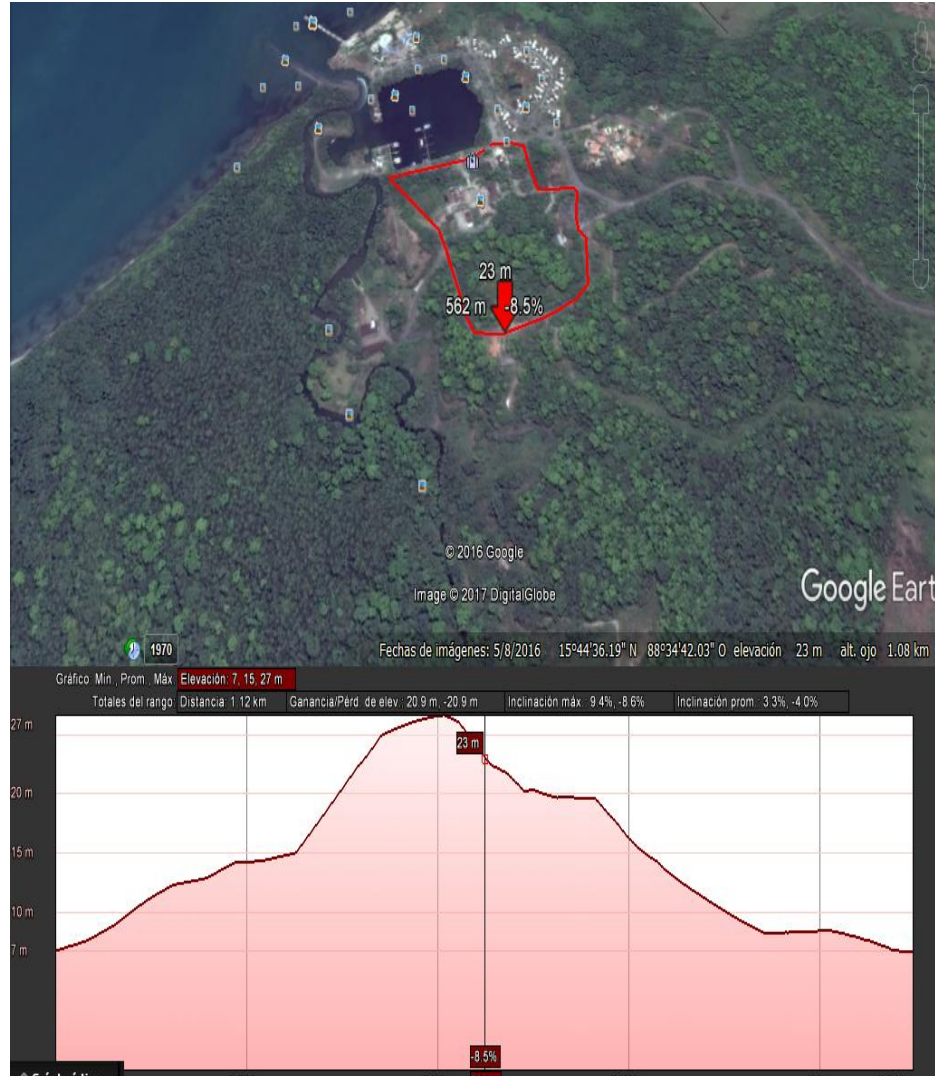 23 m
562 m -8.5%
© 2016 Google
Image © 2017 DigitalGlobe
Google Eart
1970
Fechas de imágenes: 5/8/2016 15°44'36.19" N 88°34'42.03" O elevación 23 m alt. ojo 1.08 km
Gráfico: Mín., Prom., Máx. Elevación: 7, 15, 27 m
Totales del rango: Distancia: 1.12 km Ganancia/Pérd. de elev.: 20.9 m, -20.9 m Inclinación máx.: 9.4%, -8.6% Inclinación prom.: 3.3%, -4.0%
27 m
23 m
20 m
15 m
10 m
7 m
-8.5%